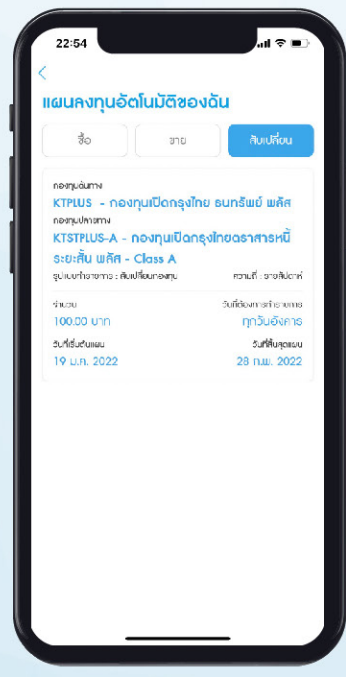 22:54
แผนลงทุนอัตโนมัติของฉัน
ซื้อ
ขาย
สับเปลี่ยน
กองทุนต้นทาง
KTPLUS - กองทุนเปิดกรุงไทย ธนทรัพย์ พลัส
กองทุนปลายทาง
KTSTPLUS-A - กองทุนเปิดกรุงไทยตราสารหนี้
ระยะสั้น พลัส - Class A
รูปแบบทำรายการ : สับเปลี่ยนกองทุน ความถี่ : รายสัปดาห์
จำนวน วันที่ต้องการทำรายการ
100.00 บาท ทุกวันอังคาร
วันที่เริ่มต้นแผน วันที่สิ้นสุดแผน
19 ม.ค. 2022 28 ก.พ. 2022